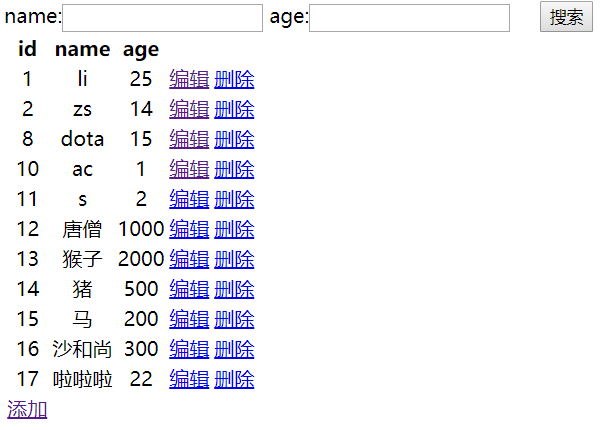 name: age: 搜索
id name age
1 li 25 编辑 删除
2 zs 14 编辑 删除
8 dota 15 编辑 删除
10 ac 1 编辑 删除
11 s 2 编辑 删除
12 唐僧 1000 编辑 删除
13 猴子 2000 编辑 删除
14 猪 500 编辑 删除
15 马 200 编辑 删除
16 沙和尚 300 编辑 删除
17 啦啦啦 22 编辑 删除
添加